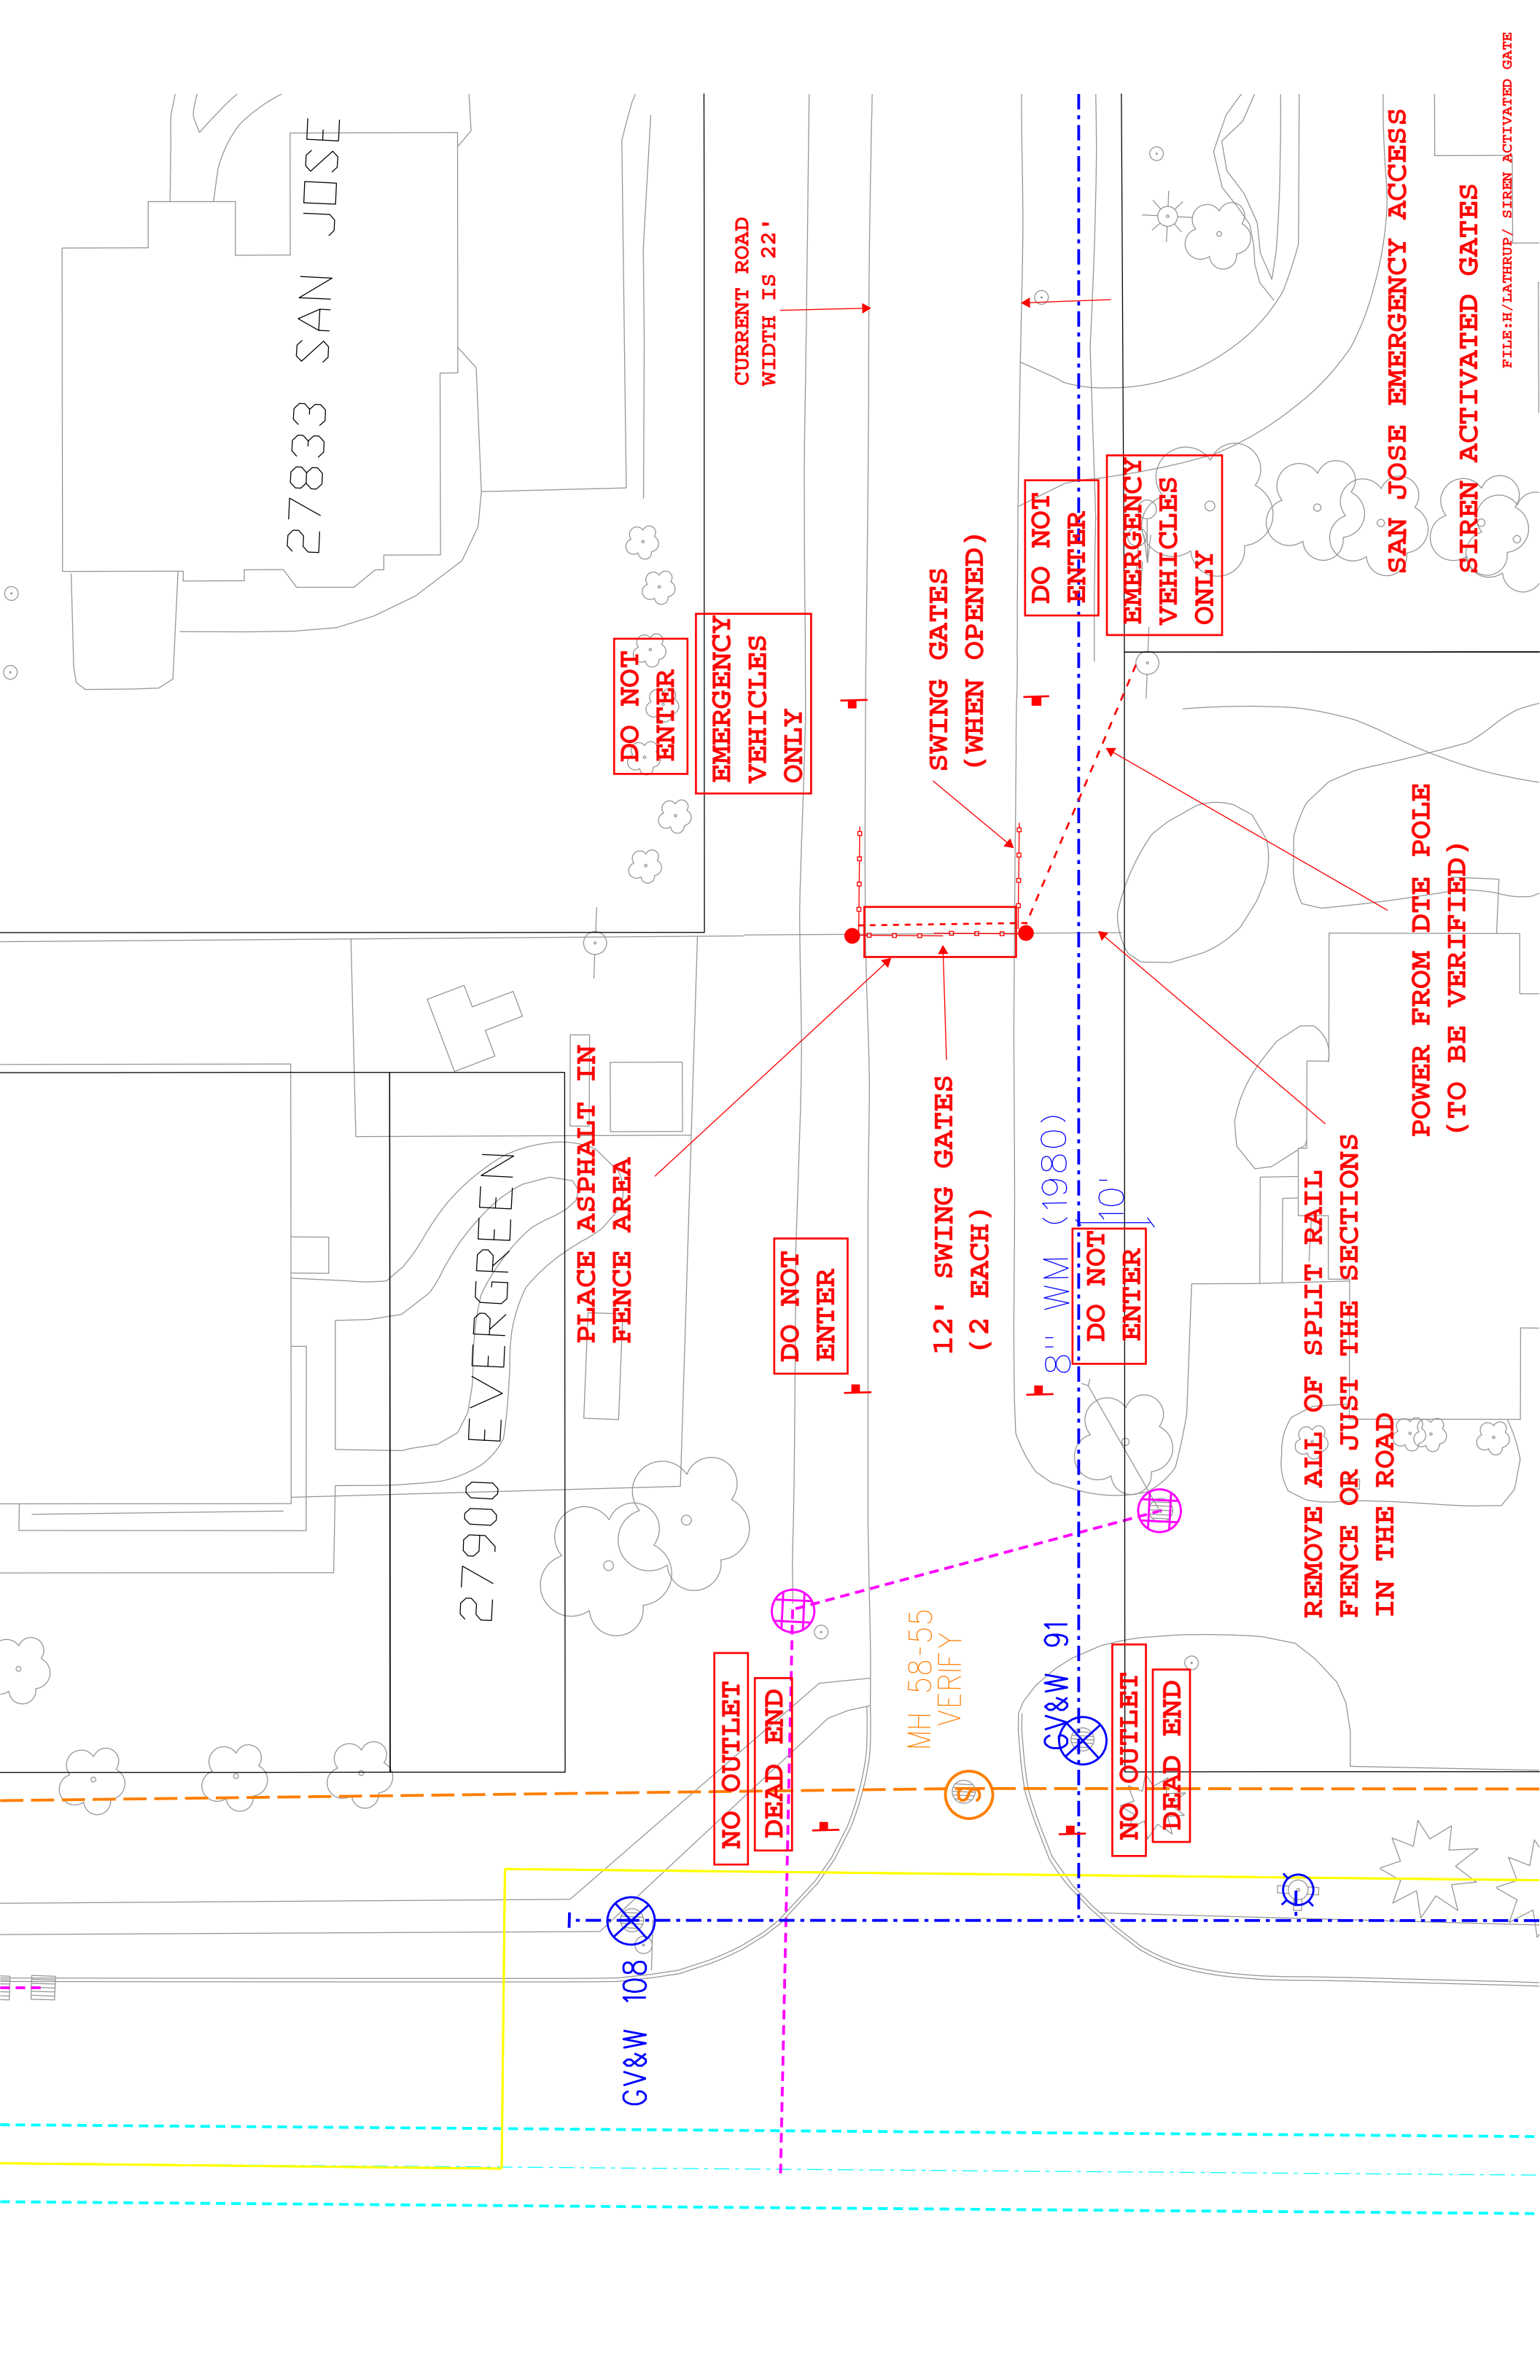 27833 SAN JOSE
27900 EVERGREEN
PLACE ASPHALT IN
FENCE AREA
DO NOT
ENTER
EMERGENCY
VEHICLES
ONLY
NO OUTLET
DEAD END
GV&W 108
CURRENT ROAD
WIDTH IS 22'
DO NOT
ENTER
MH 58-55
VERIFY
SWING GATES
(WHEN OPENED)
12' SWING GATES
(2 EACH)
S
DO NOT
ENTER
EMERGENCY
VEHICLES
ONLY
8" WM (1980)
10'
DO NOT
ENTER
GV&W 91
NO OUTLET
DEAD END
REMOVE ALL OF SPLIT RAIL
FENCE OR JUST THE SECTIONS
IN THE ROAD
POWER FROM DTE POLE
(TO BE VERIFIED)
SAN JOSE EMERGENCY ACCESS
SIREN ACTIVATED GATES
FILE:H/LATHRUP/ SIREN ACTIVATED GATE